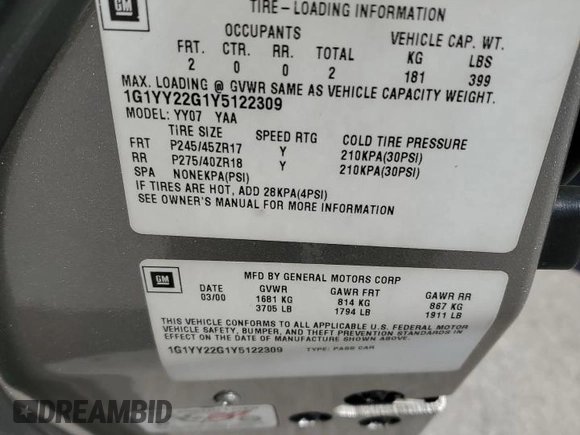 GM
TIRE-LOADING INFORMATION
OCCUPANTS VEHICLE CAP. WT.
FRT. CTR. RR. TOTAL KG LBS
2 0 0 2 181 399
MAX. LOADING @ GVWR SAME AS VEHICLE CAPACITY WEIGHT.
1G1YY22G1Y5122309
MODEL: YY07 YAA
TIRE SIZE SPEED RTG COLD TIRE PRESSURE
FRT P245/45ZR17 Y 210KPA(30PSI)
RR P275/40ZR18 Y 210KPA(30PSI)
SPA NONEKPA(PSI)
IF TIRES ARE HOT, ADD 28KPA(4PSI)
SEE OWNER'S MANUAL FOR MORE INFORMATION
GM
MFD BY GENERAL MOTORS CORP
DATE GVWR GAWR FRT GAWR RR
03/00 1681 KG 814 KG 867 KG
3705 LB 1794 LB 1911 LB
THIS VEHICLE CONFORMS TO ALL APPLICABLE U.S. FEDERAL MOTOR
VEHICLE SAFETY, BUMPER, AND THEFT PREVENTION STANDARDS IN
EFFECT ON THE DATE OF MANUFACTURE SHOWN ABOVE.
1G1YY22G1Y5122309 TYPE: PASS CAR
DREAMBID